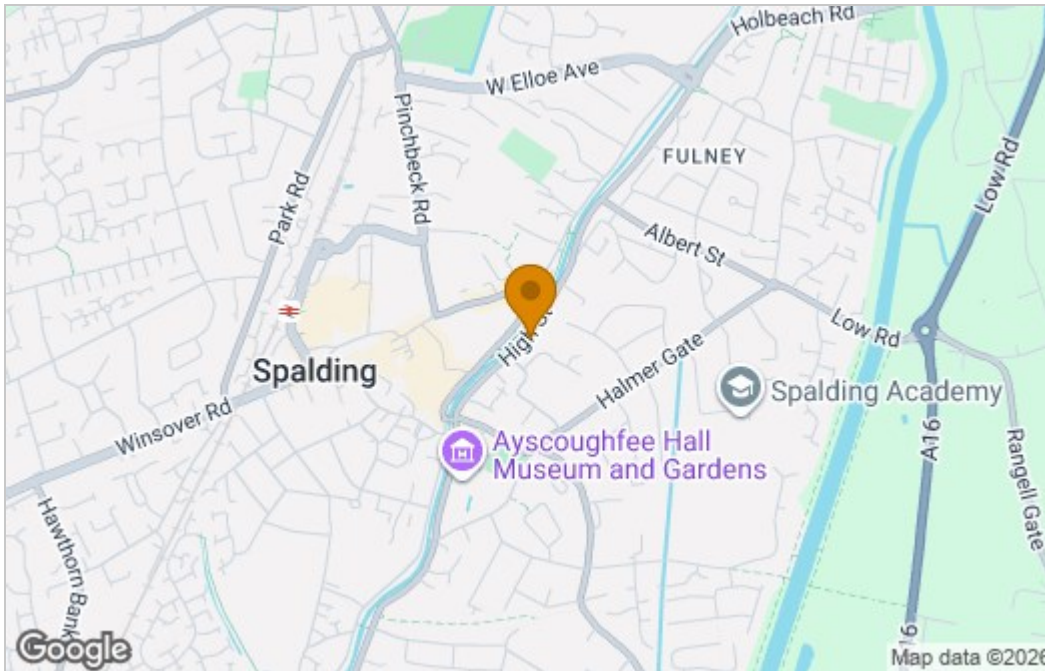 Holbeach Rd
W Elloe Ave
Pinchbeck Rd
FULNEY
Park Rd
Low Rd
Albert St
High St
Low Rd
Spalding
Halmer Gate
Spalding Academy
Winsover Rd
A16
Ayscoughfee Hall
Museum and Gardens
Rangell Gate
Hawthorn Bank
16
Google
Map data ©2026